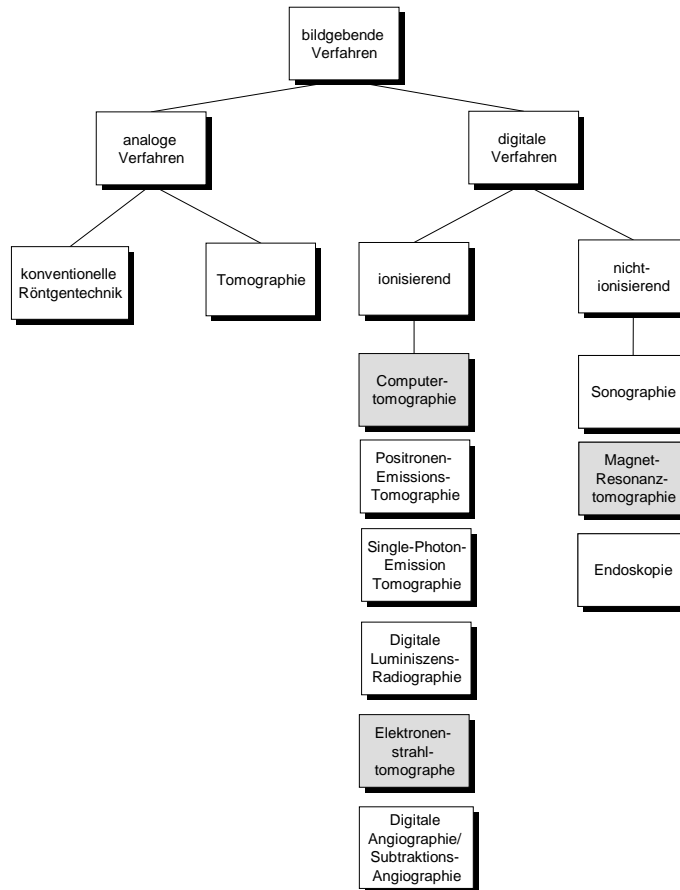 bildgebende
Verfahren
analoge
Verfahren
digitale
Verfahren
konventionelle
Röntgentechnik
Tomographie
ionisierend
nicht-
ionisierend
Computer-
tomographie
Sonographie
Positronen-
Emissions-
Tomographie
Magnet-
Resonanz-
tomographie
Single-Photon-
Emission
Tomographie
Endoskopie
Digitale
Luminiszens-
Radiographie
Elektronen-
strahl-
tomographe
Digitale
Angiographie/
Subtraktions-
Angiographie